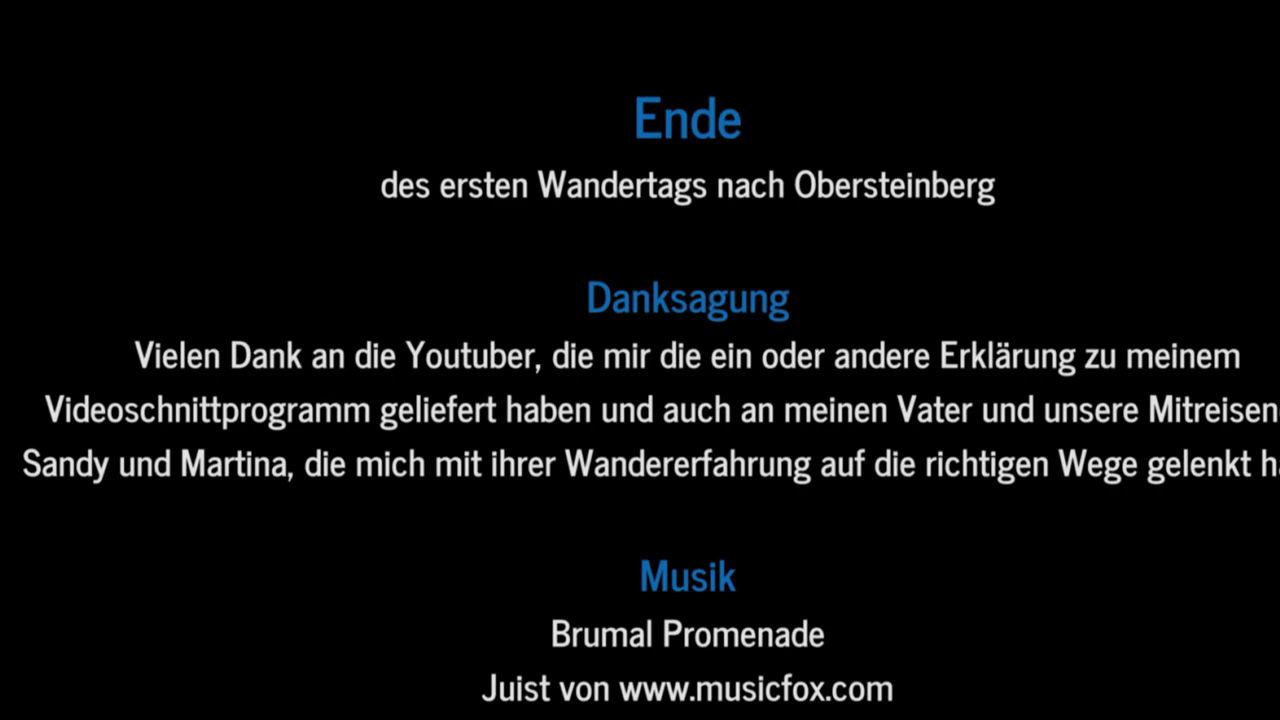 Ende
des ersten Wandertags nach Obersteinberg
Danksagung
Vielen Dank an die Youtuber, die mir die ein oder andere Erklärung zu meinem
Videoschnittprogramm geliefert haben und auch an meinen Vater und unsere Mitreisen
Sandy und Martina, die mich mit ihrer Wandererfahrung auf die richtigen Wege gelenkt
Musik
Brumal Promenade
Juist von www.musicfox.com